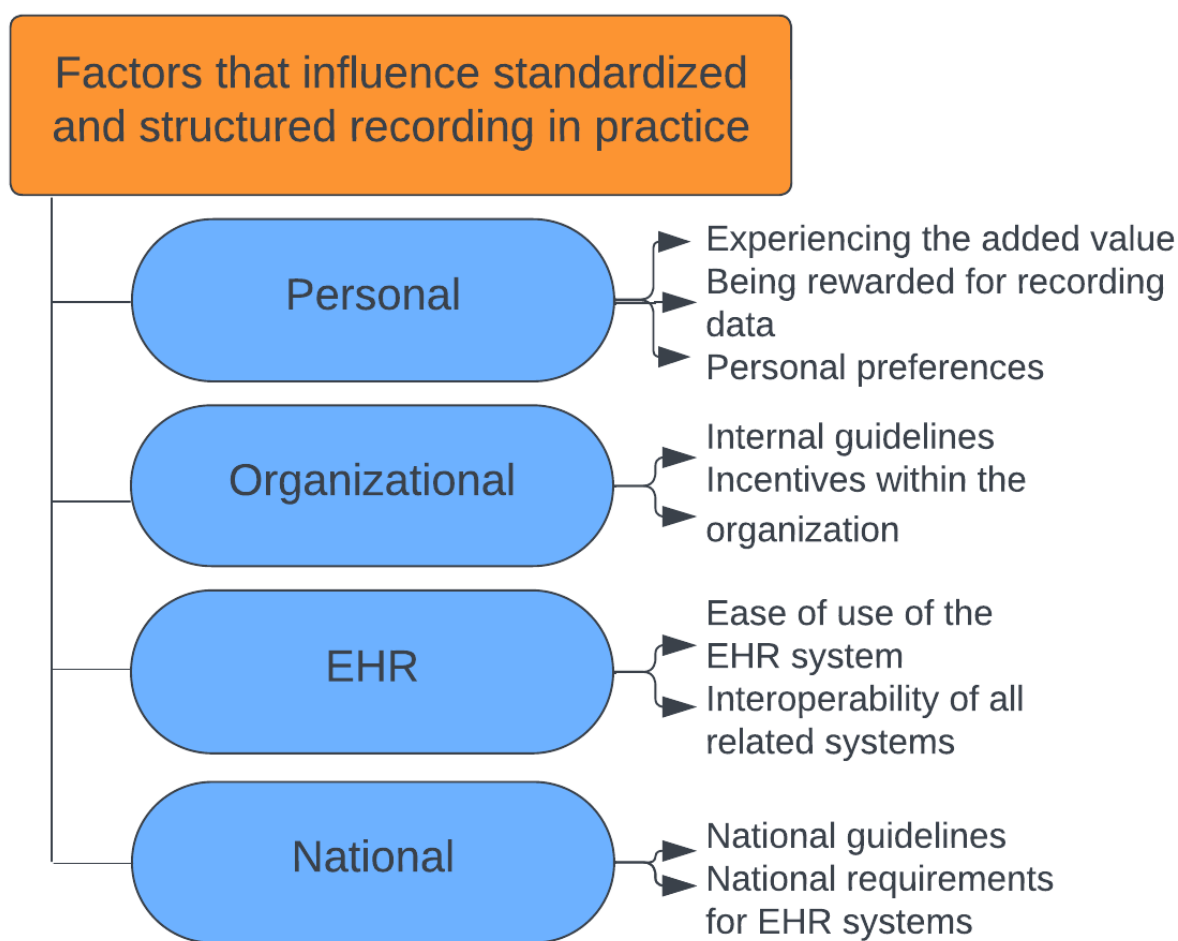 Factors that influence standardized
and structured recording in practice
Personal
Experiencing the added value
Being rewarded for recording
data
Personal preferences
Organizational
Internal guidelines
Incentives within the
organization
EHR
Ease of use of the
EHR system
Interoperability of all
related systems
National
National guidelines
National requirements
for EHR systems